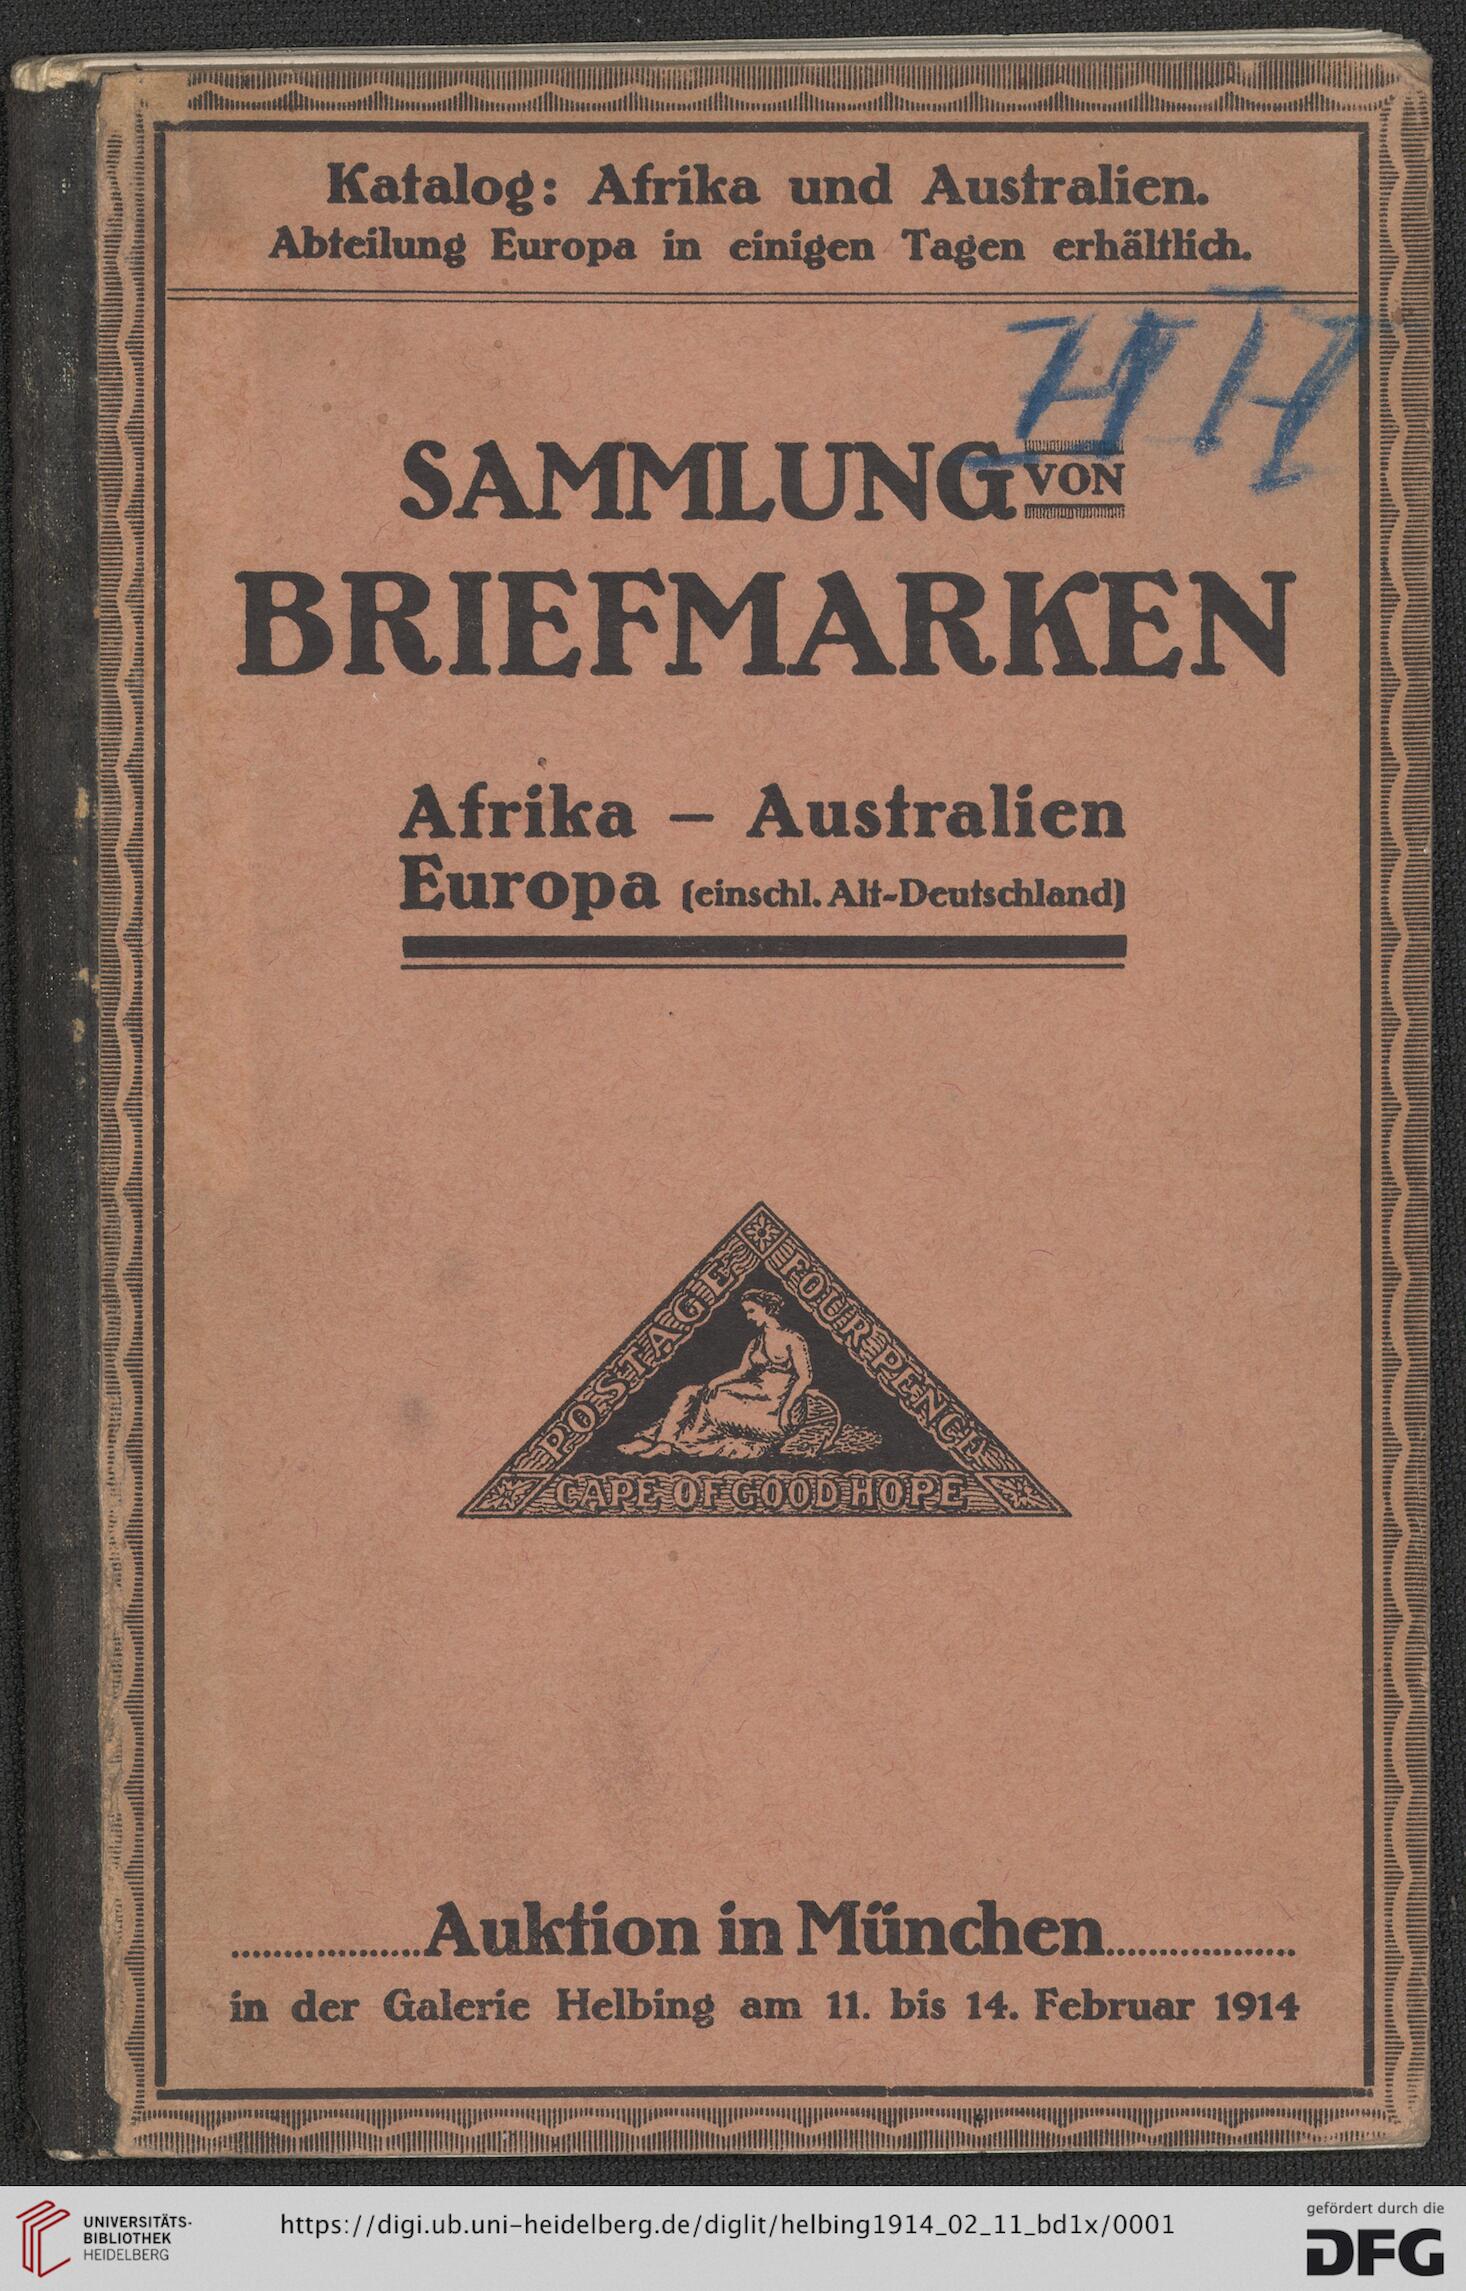 Katalog: Afrika und Australien.
Abteilung Europa in einigen Tagen erhältlich.
SAMMLUNG VON
BRIEFMARKEN
Afrika – Australien
Europa (einschl. Alt-Deutschland)
POSTAGE
FOUR PENCE
CAPE OF GOOD HOPE
Auktion in München
in der Galerie Helbing am 11. bis 14. Februar 1914
UNIVERSITÄTS-
BIBLIOTHEK
HEIDELBERG
https://digi.ub.uni-heidelberg.de/diglit/helbing1914_02_11_bd1x/0001
gefördert durch die
DFG